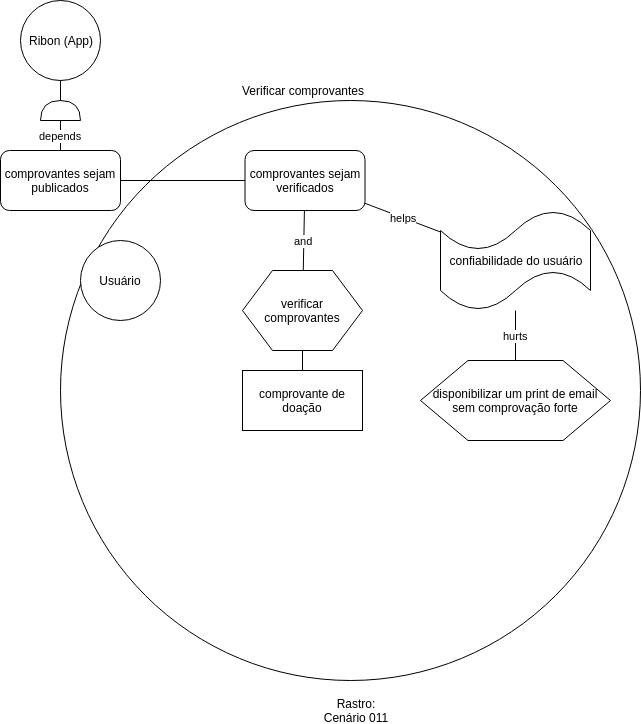 Ribon (App)
Verificar comprovantes
depends
comprovantes sejam
publicados
comprovantes sejam
verificados
helps
and
confiabilidade do usuário
Usuário
verificar
comprovantes
hurts
comprovante de
doação
disponibilizar um print de email
sem comprovação forte
Rastro:
Cenário 011